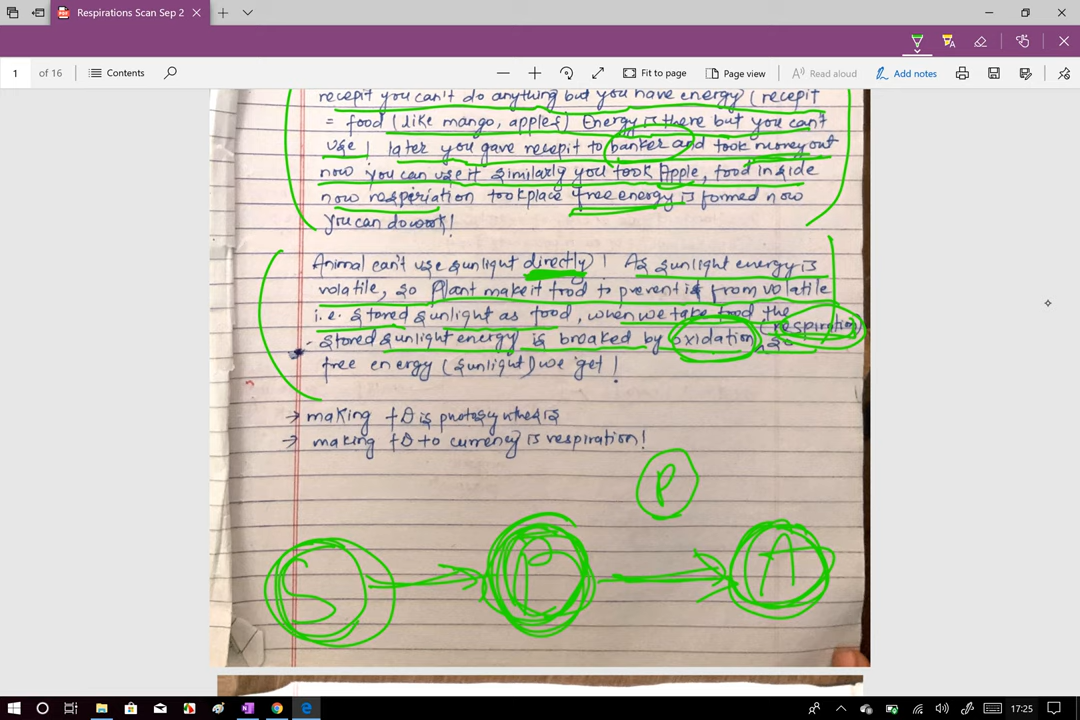 Respirations Scan Sep 2
1 of 16 Contents Fit to page Page view Read aloud Add notes
recepit you can't do anything but you have energy (recepit
= food (like mango, apples) Energy is there but you can't
use! later you gave recepit to banker and took money out
now you can use it similarly you took Apple, food inside
now respiriation took place free energy is formed now
you can do work!
Animal can't use sunlight directly)! As sunlight energy is
volatile, so Plant make it food to prevent it from volatile
i.e. stored sunlight as food, when we take food the
stored sunlight energy is broaked by oxidation (respiration), so
free energy (sunlight) we get!
→ making FD is photosynthesis
→ making FD to currency is respiration!
P
S P A
17:25